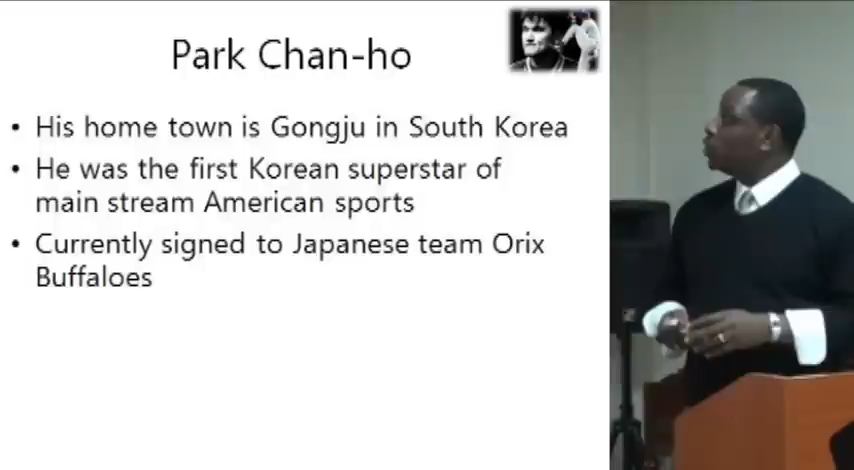 Park Chan-ho
• His home town is Gongju in South Korea
• He was the first Korean superstar of
main stream American sports
• Currently signed to Japanese team Orix
Buffaloes